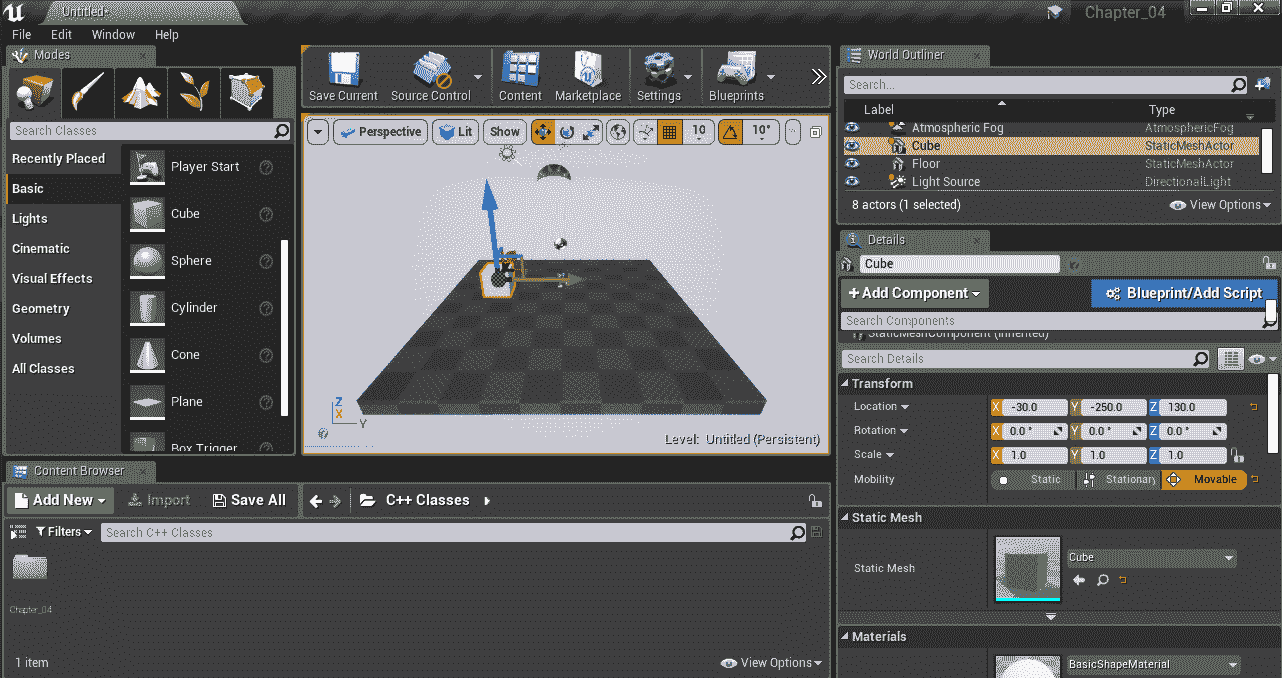 Untitled*
Chapter_04
File Edit Window Help
Modes
Search Classes
Recently Placed
Basic
Lights
Cinematic
Visual Effects
Geometry
Volumes
All Classes
Player Start
Cube
Sphere
Cylinder
Cone
Plane
Box Trigger
Save Current Source Control Content Marketplace Settings Blueprints
Perspective Lit Show 10 10°
Z
X
Y
Level: Untitled (Persistent)
World Outliner
Search...
Label Type
Atmospheric Fog AtmosphericFog
Cube StaticMeshActor
Floor StaticMeshActor
Light Source DirectionalLight
8 actors (1 selected) View Options
Details
Cube
+ Add Component Blueprint/Add Script
Search Components
StaticMeshComponent (Inherited)
Search Details
Transform
Location X -30.0 Y -250.0 Z 130.0
Rotation X 0.0 ° Y 0.0 ° Z 0.0 °
Scale X 1.0 Y 1.0 Z 1.0
Mobility Static Stationary Movable
Static Mesh
Static Mesh Cube
Materials
BasicShapeMaterial
Content Browser
Add New Import Save All C++ Classes
Filters Search C++ Classes
Chapter_04
1 item View Options